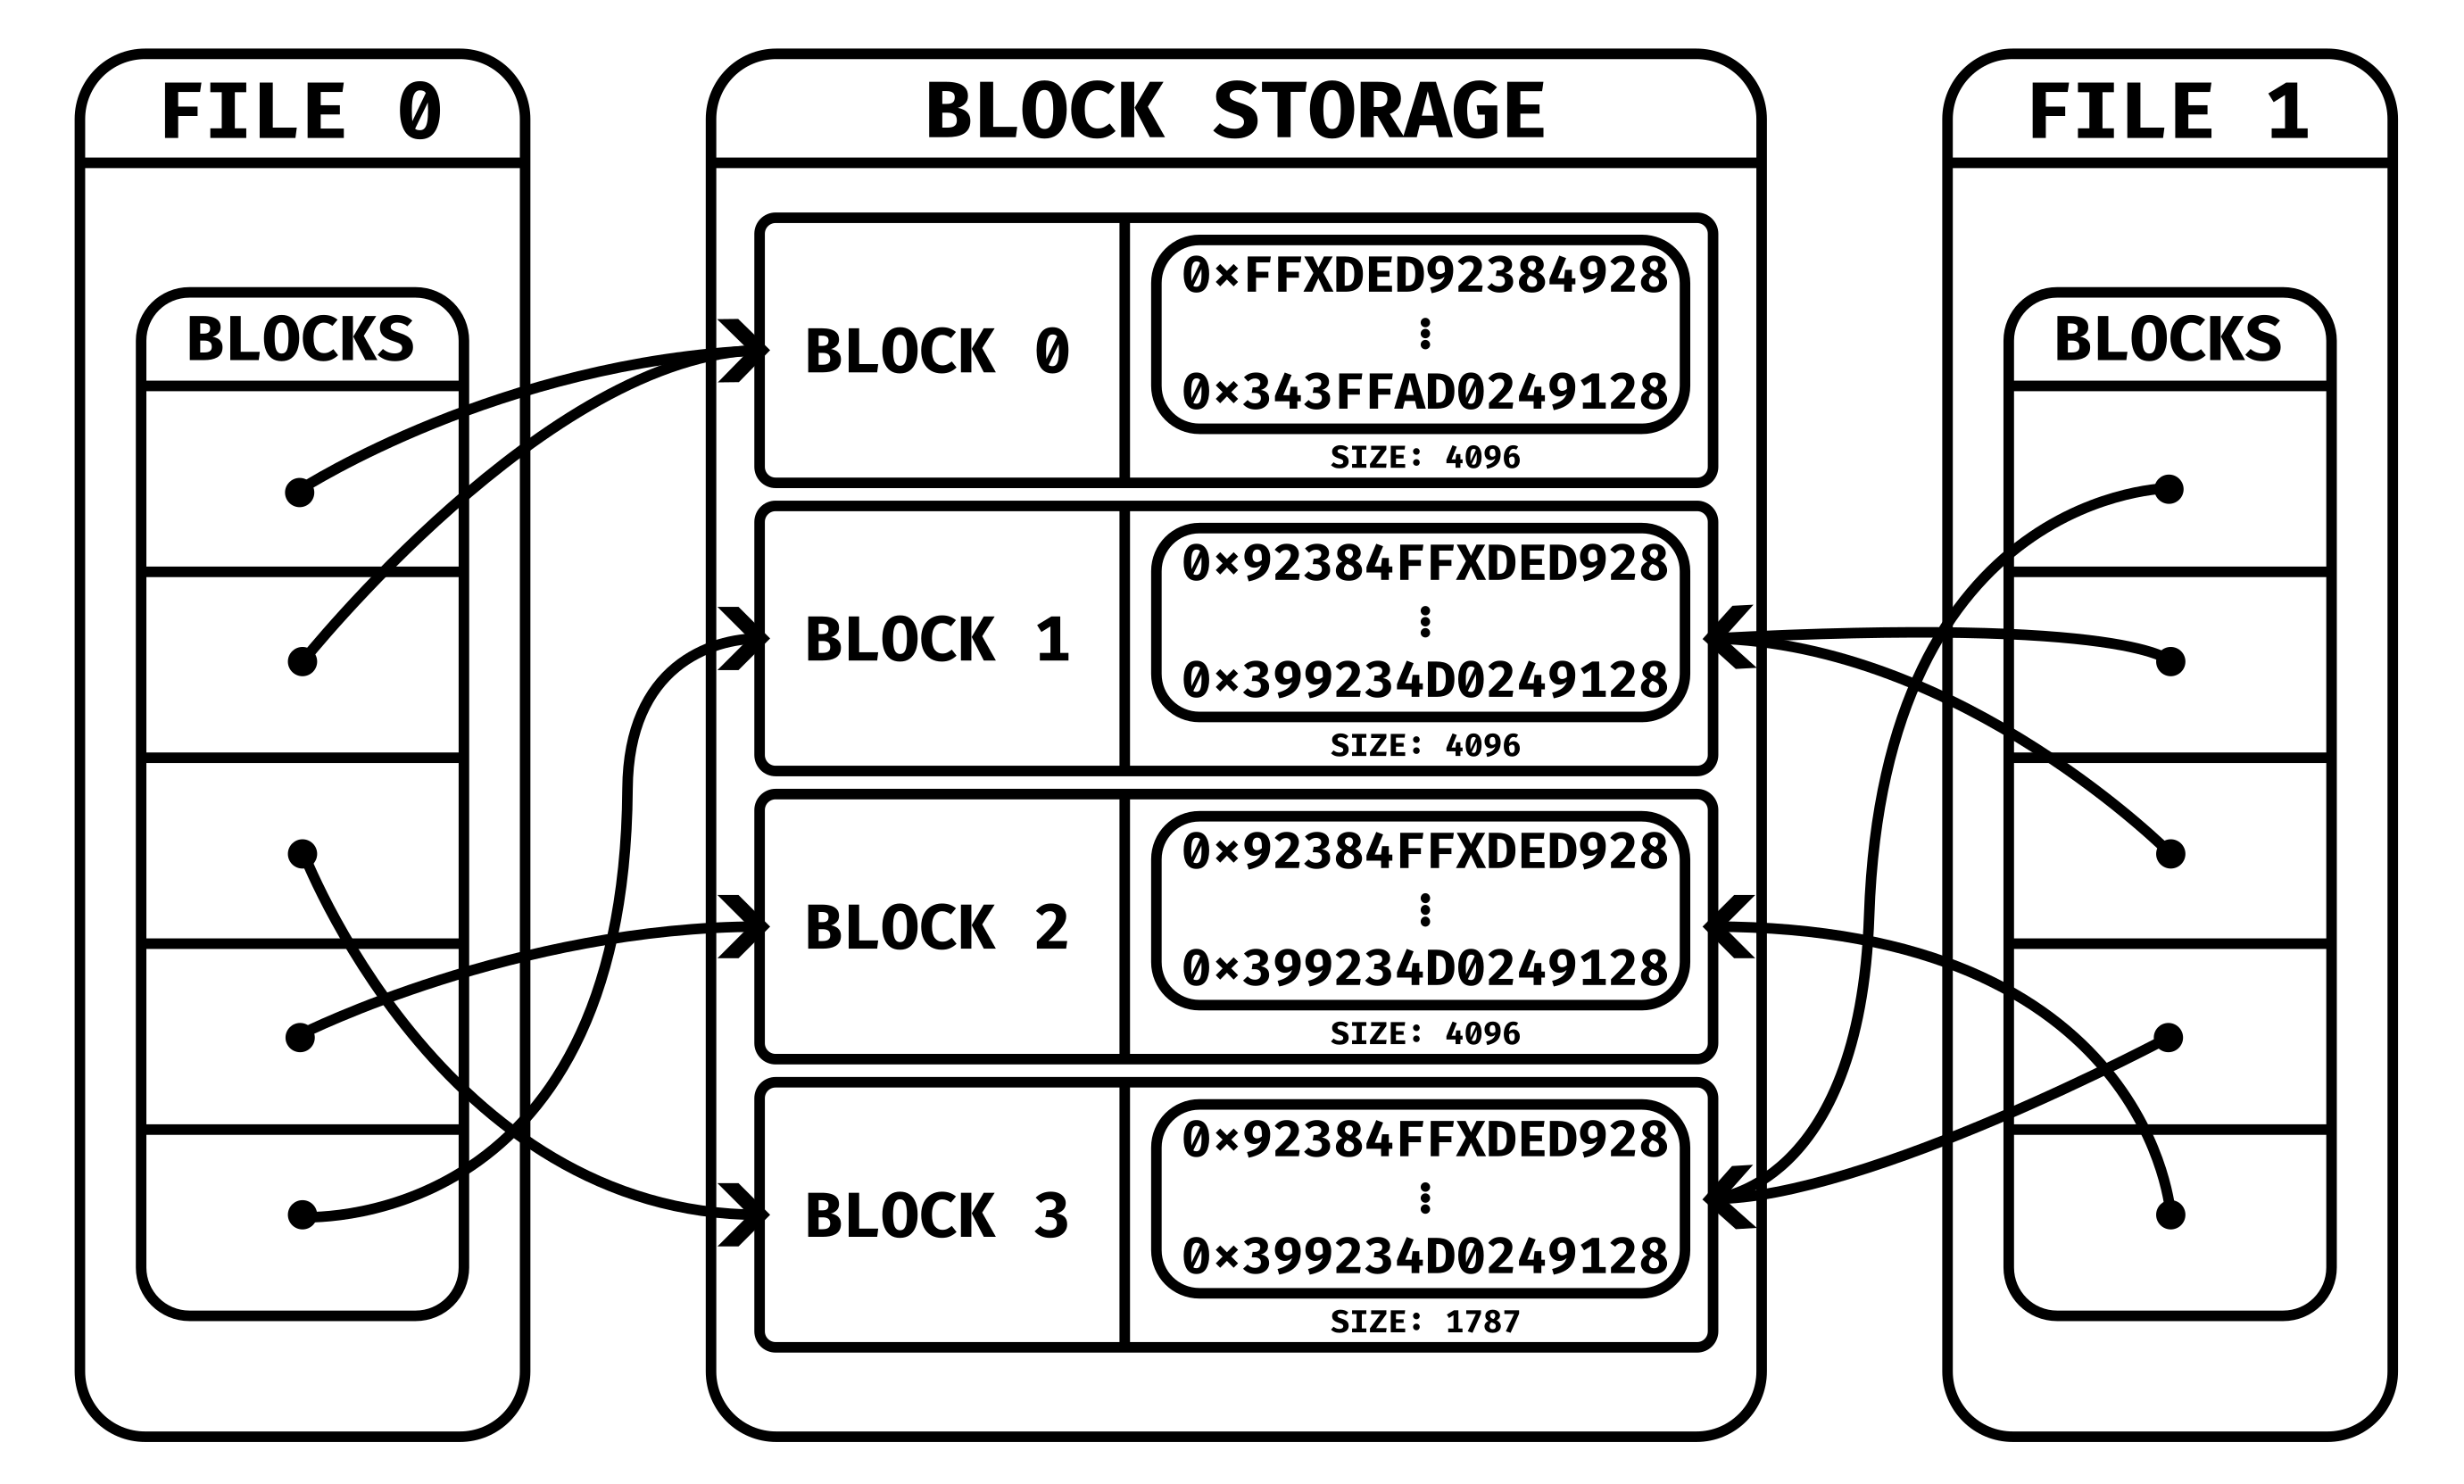 FILE 0
BLOCKS
BLOCK STORAGE
BLOCK 0
0×FFXDED92384928
0×343FFAD0249128
SIZE: 4096
BLOCK 1
0×92384FFXDED928
0×399234D0249128
SIZE: 4096
BLOCK 2
0×92384FFXDED928
0×399234D0249128
SIZE: 4096
BLOCK 3
0×92384FFXDED928
0×399234D0249128
SIZE: 1787
FILE 1
BLOCKS